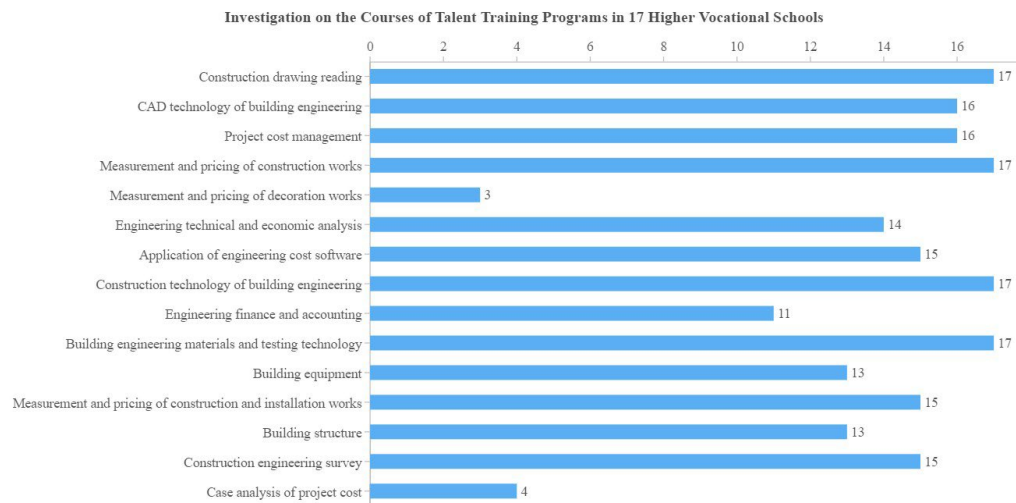 Investigation on the Courses of Talent Training Programs in 17 Higher Vocational Schools
0 2 4 6 8 10 12 14 16
Construction drawing reading 17
CAD technology of building engineering 16
Project cost management 16
Measurement and pricing of construction works 17
Measurement and pricing of decoration works 3
Engineering technical and economic analysis 14
Application of engineering cost software 15
Construction technology of building engineering 17
Engineering finance and accounting 11
Building engineering materials and testing technology 17
Building equipment 13
Measurement and pricing of construction and installation works 15
Building structure 13
Construction engineering survey 15
Case analysis of project cost 4